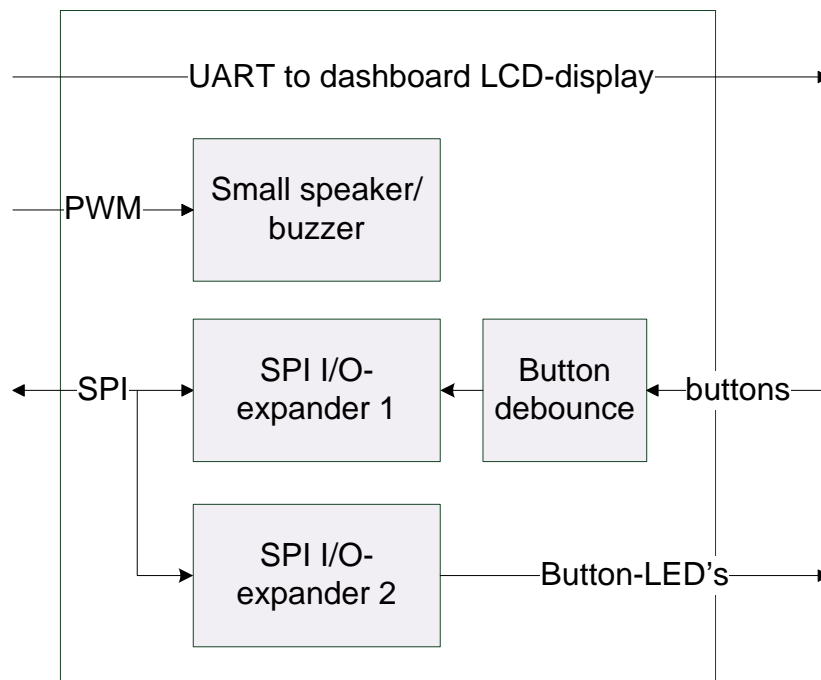 UART to dashboard LCD-display
Small speaker/
buzzer
PWM
SPI I/O-
expander 1
Button
debounce
SPI
buttons
SPI I/O-
expander 2
Button-LED’s